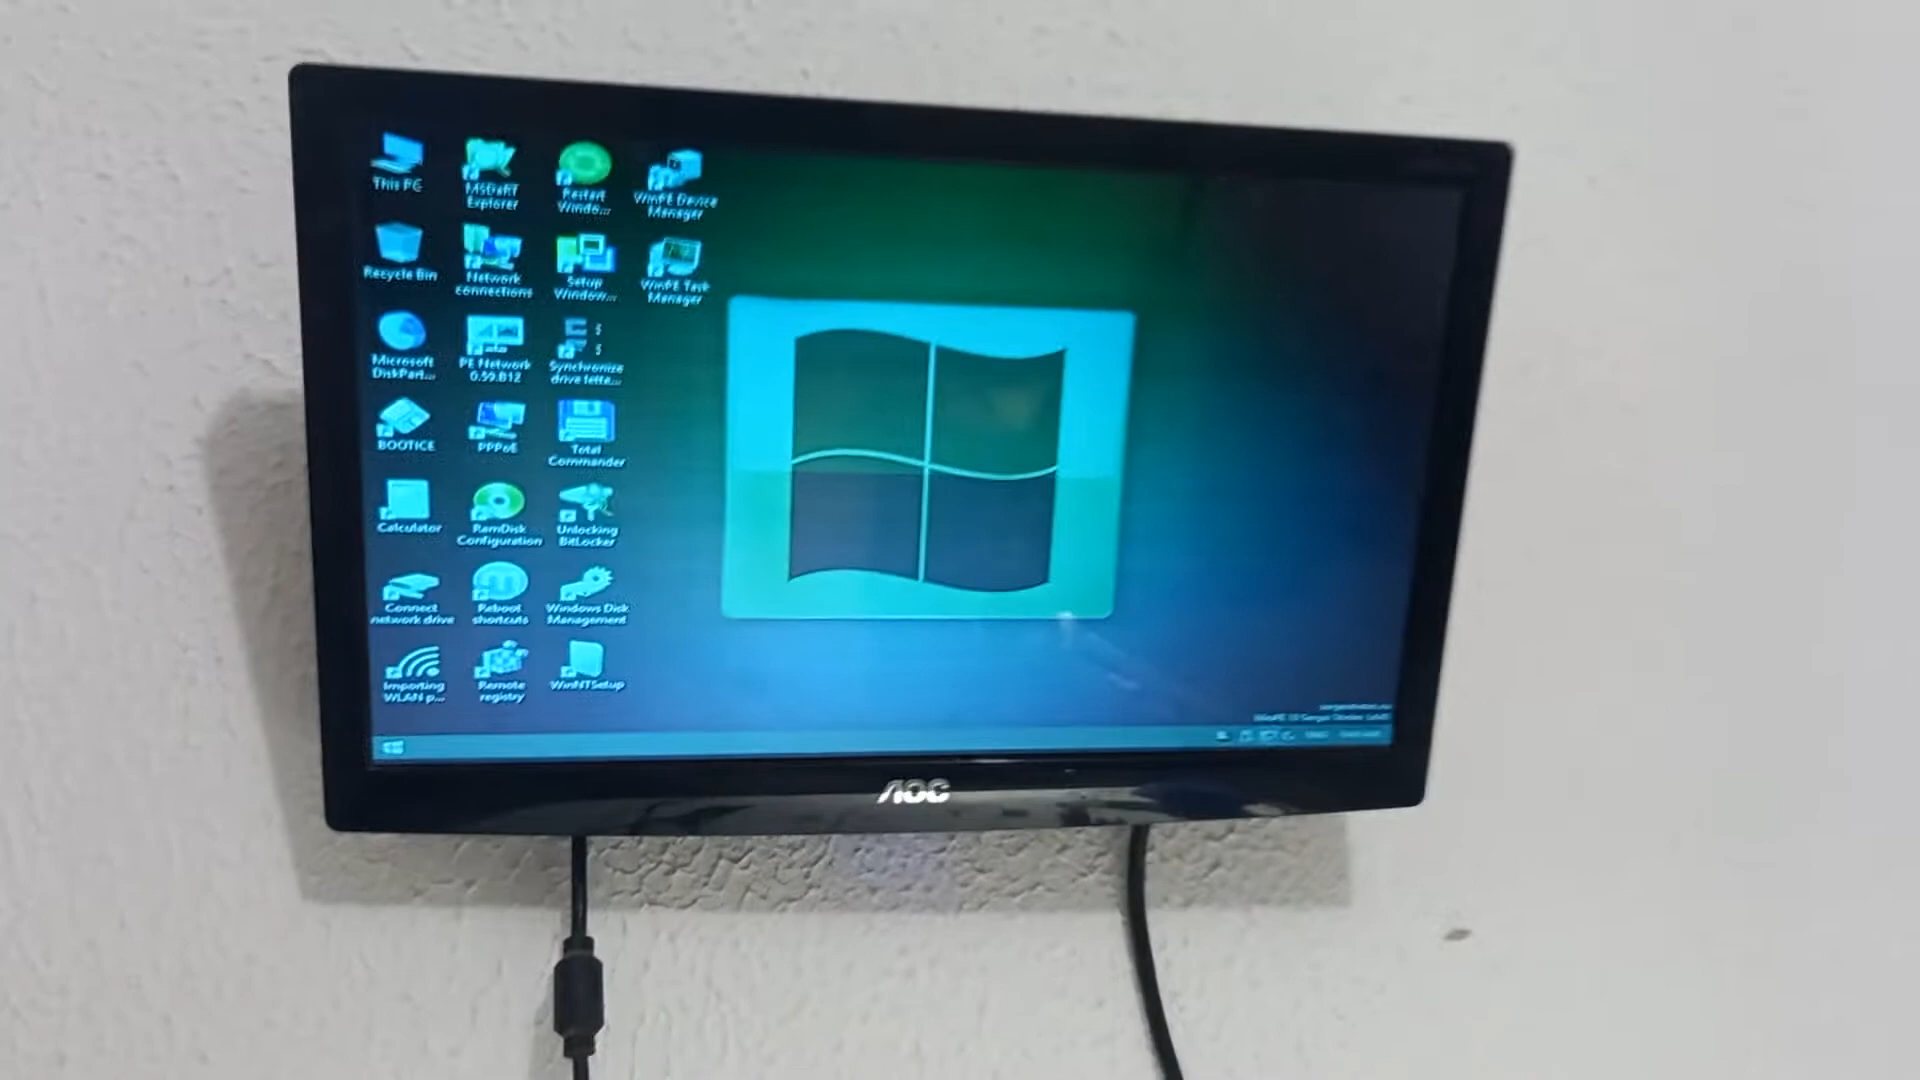 This PC
MSDaRT
Explorer
Restart
Windo...
WinPE Device
Manager
Recycle Bin
Network
connections
Setup
Window...
WinPE Task
Manager
Microsoft
DiskPart...
PE Network
0.59.B12
Synchronize
drive lette...
BOOTICE
PPPoE
Total
Commander
Calculator
RamDisk
Configuration
Unlocking
BitLocker
Connect
network drive
Reboot
shortcuts
Windows Disk
Management
Importing
WLAN p...
Remote
registry
WinNTSetup
AOC